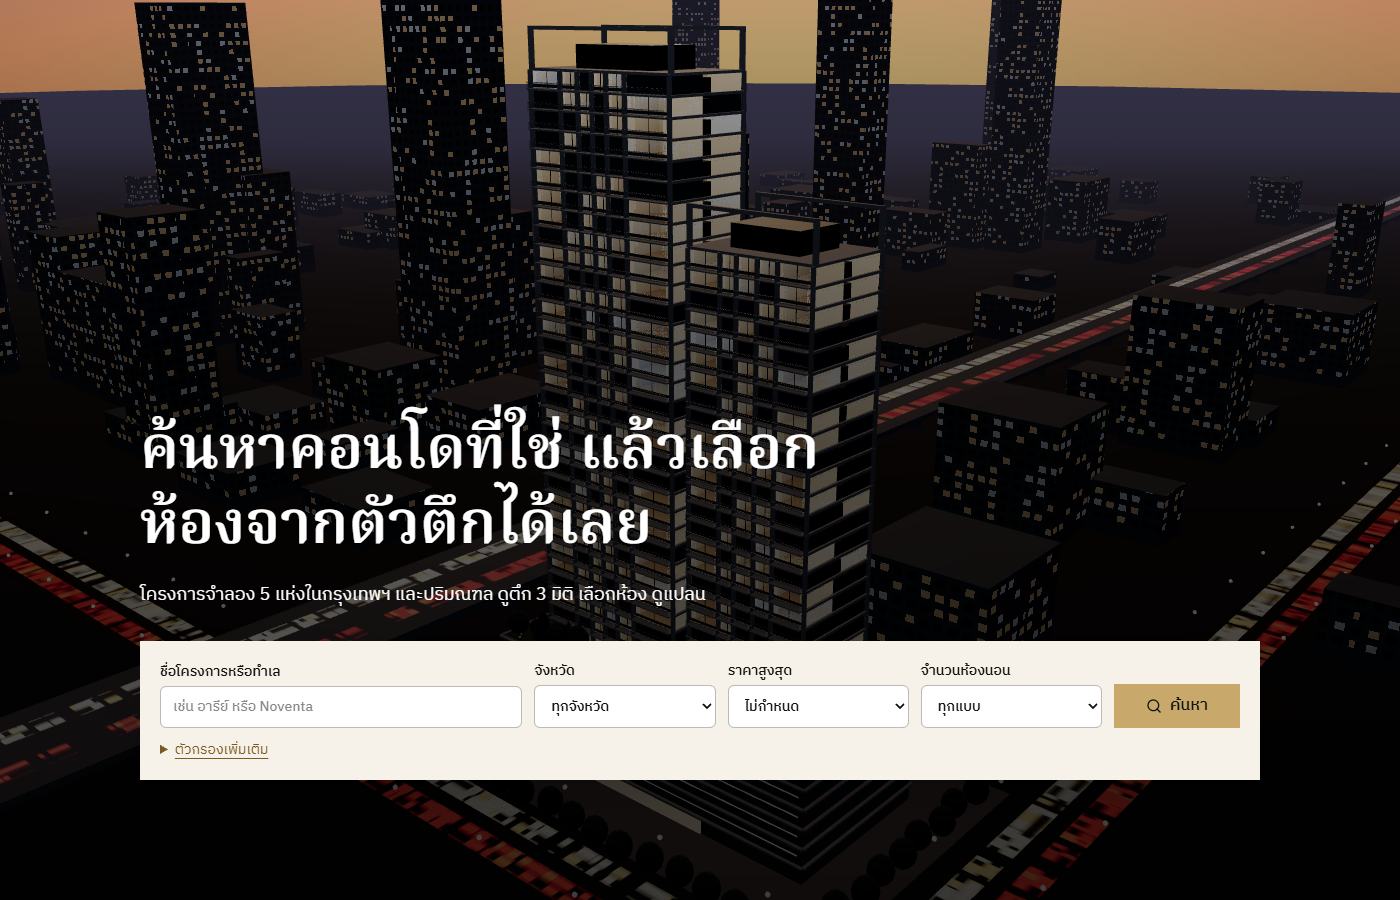 ค้นหาคอนโดที่ใช่ แล้วเลือก
ห้องจากตัวตึกได้เลย
โครงการจำลอง 5 แห่งในกรุงเทพฯ และปริมณฑล ดูตึก 3 มิติ เลือกห้อง ดูแปลน
ชื่อโครงการหรือทำเล
จังหวัด
ราคาสูงสุด
จำนวนห้องนอน
เช่น อารีย์ หรือ Noventa
ทุกจังหวัด
ไม่กำหนด
ทุกแบบ
ค้นหา
ตัวกรองเพิ่มเติม